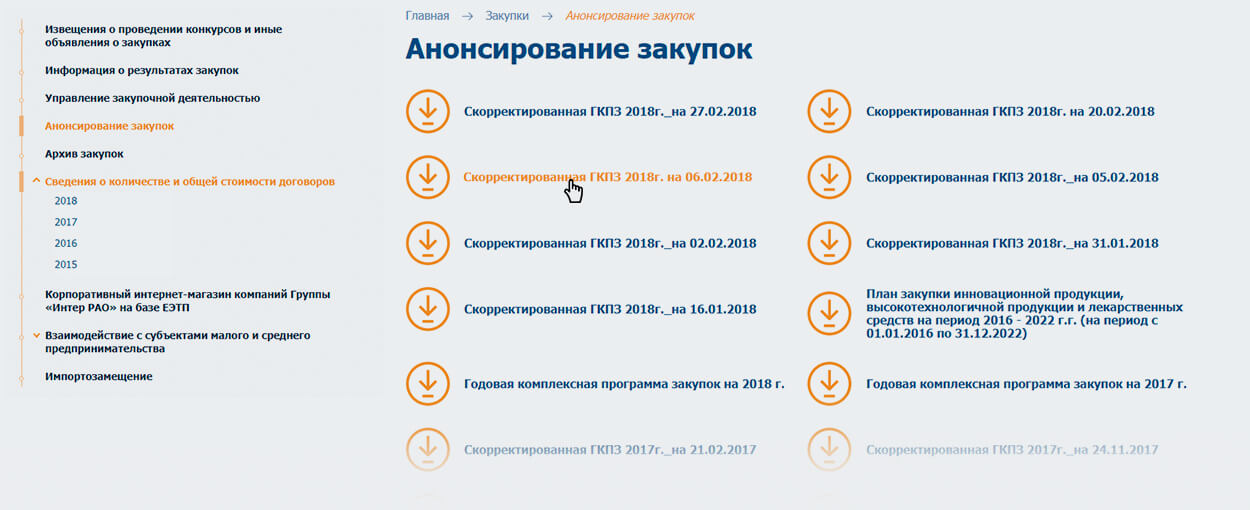 Извещения о проведении конкурсов и иные
объявления о закупках
Информация о результатах закупок
Управление закупочной деятельностью
Анонсирование закупок
Архив закупок
Сведения о количестве и общей стоимости договоров
2018
2017
2016
2015
Корпоративный интернет-магазин компаний Группы
«Интер РАО» на базе ЕЭТП
Взаимодействие с субъектами малого и среднего
предпринимательства
Импортозамещение
Главная → Закупки → Анонсирование закупок
Анонсирование закупок
Скорректированная ГКПЗ 2018г._на 27.02.2018
Скорректированная ГКПЗ 2018г. на 20.02.2018
Скорректированная ГКПЗ 2018г. на 06.02.2018
Скорректированная ГКПЗ 2018г._на 05.02.2018
Скорректированная ГКПЗ 2018г._на 02.02.2018
Скорректированная ГКПЗ 2018г._на 31.01.2018
Скорректированная ГКПЗ 2018г._на 16.01.2018
План закупки инновационной продукции,
высокотехнологичной продукции и лекарственных
средств на период 2016 - 2022 г.г. (на период с
01.01.2016 по 31.12.2022)
Годовая комплексная программа закупок на 2018 г.
Годовая комплексная программа закупок на 2017 г.
Скорректированная ГКПЗ 2017г._на 21.02.2017
Скорректированная ГКПЗ 2017г._на 24.11.2017